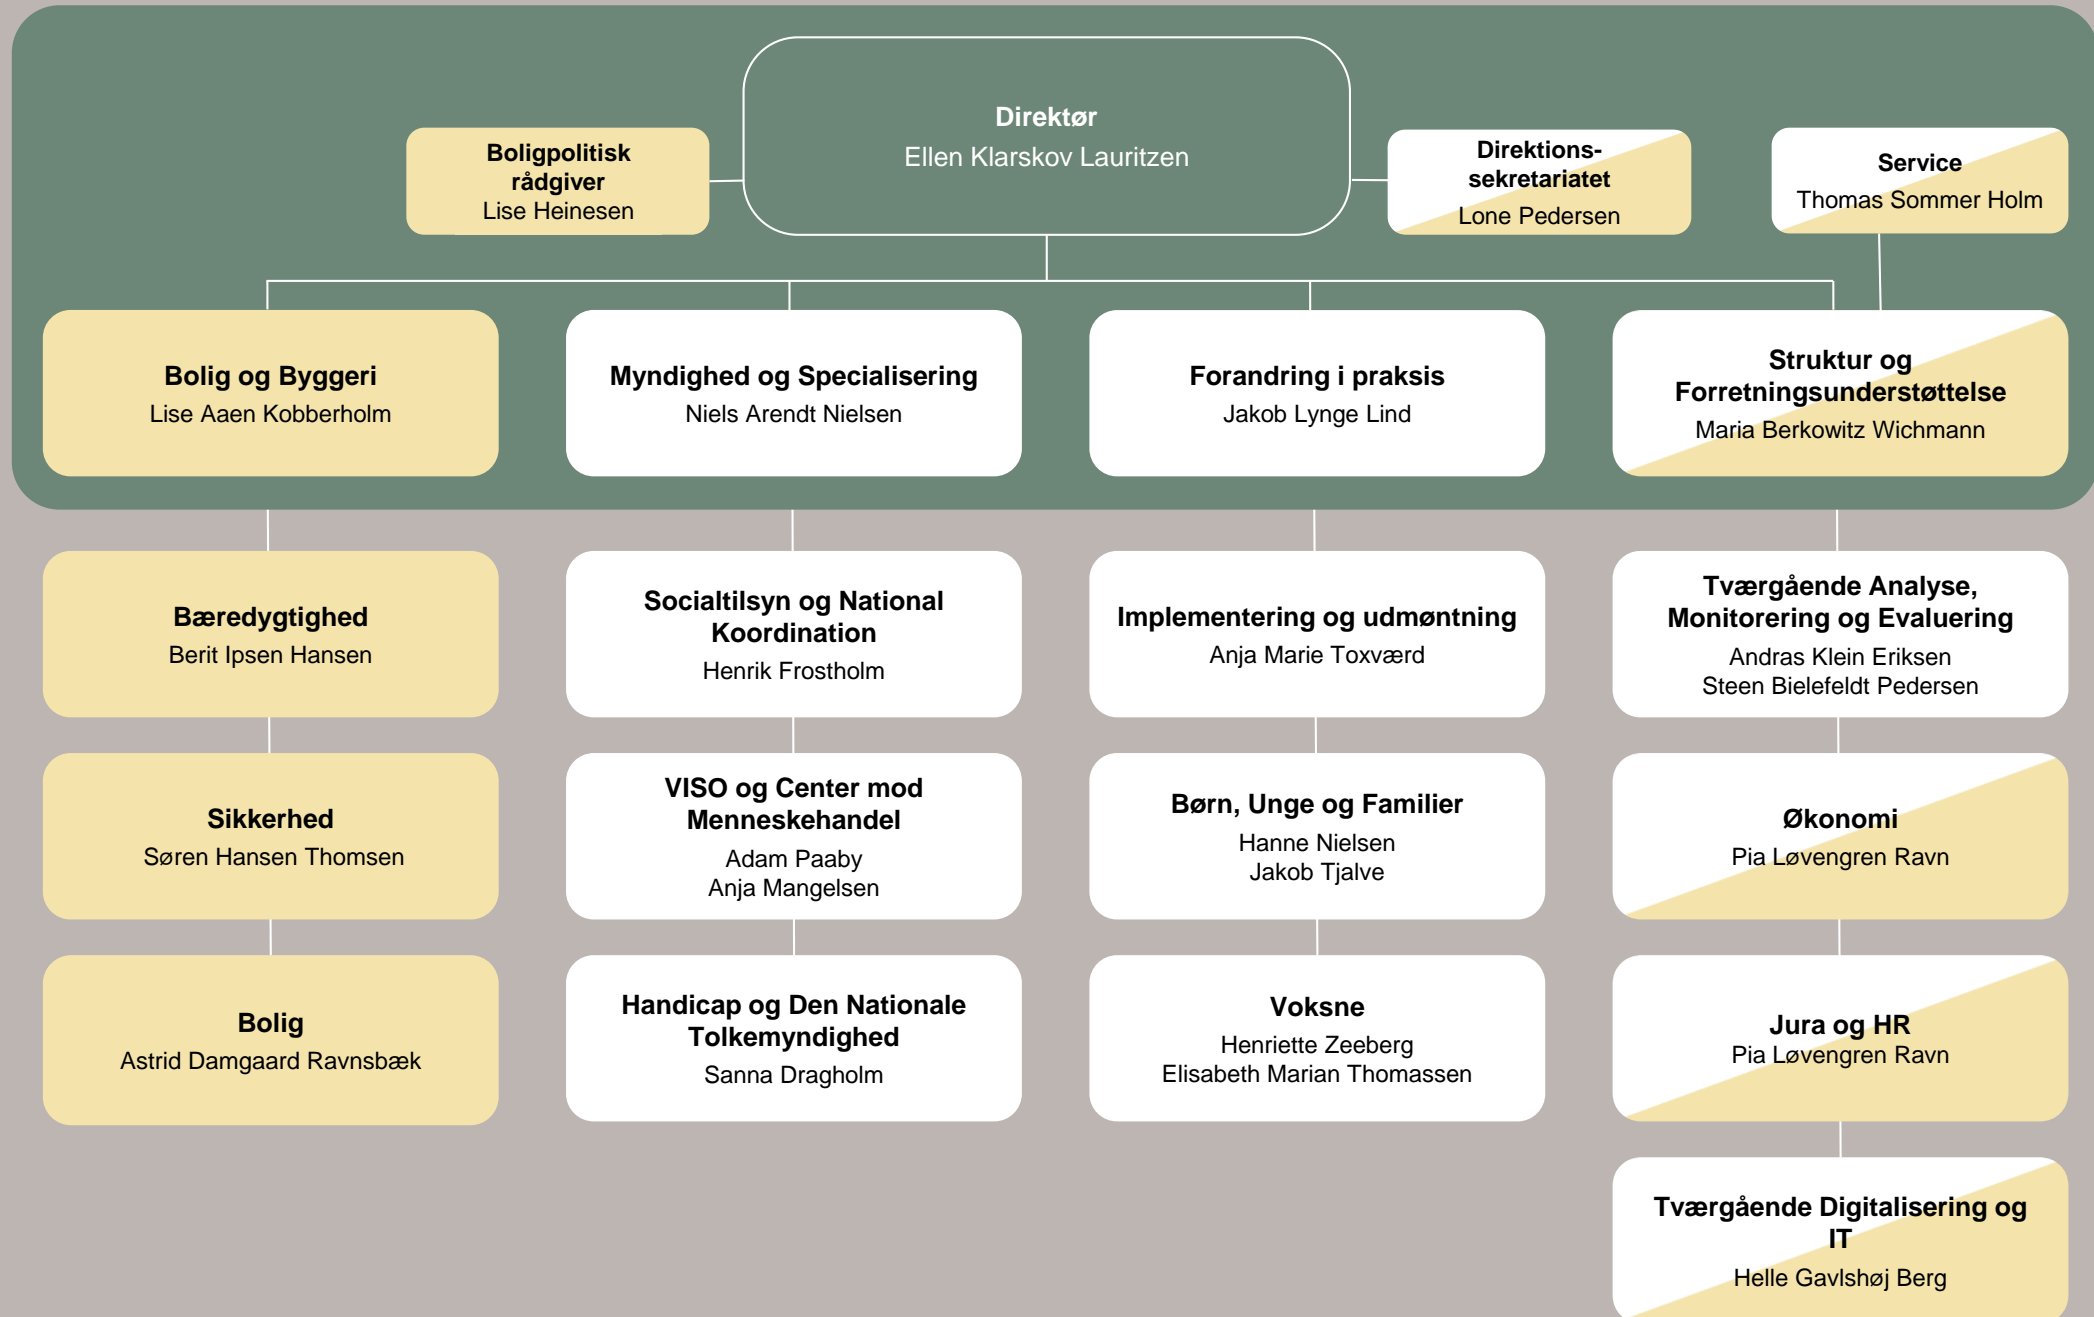 Direktør
Ellen Klarskov Lauritzen
Boligpolitisk
rådgiver
Lise Heinesen
Direktions-
sekretariatet
Lone Pedersen
Service
Thomas Sommer Holm
Bolig og Byggeri
Lise Aaen Kobberholm
Myndighed og Specialisering
Niels Arendt Nielsen
Forandring i praksis
Jakob Lynge Lind
Struktur og
Forretningsunderstøttelse
Maria Berkowitz Wichmann
Bæredygtighed
Berit Ipsen Hansen
Socialtilsyn og National
Koordination
Henrik Frostholm
Implementering og udmøntning
Anja Marie Toxværd
Tværgående Analyse,
Monitorering og Evaluering
Andras Klein Eriksen
Steen Bielefeldt Pedersen
Sikkerhed
Søren Hansen Thomsen
VISO og Center mod
Menneskehandel
Adam Paaby
Anja Mangelsen
Børn, Unge og Familier
Hanne Nielsen
Jakob Tjalve
Økonomi
Pia Løvengren Ravn
Bolig
Astrid Damgaard Ravnsbæk
Handicap og Den Nationale
Tolkemyndighed
Sanna Dragholm
Voksne
Henriette Zeeberg
Elisabeth Marian Thomassen
Jura og HR
Pia Løvengren Ravn
Tværgående Digitalisering og
IT
Helle Gavlshøj Berg